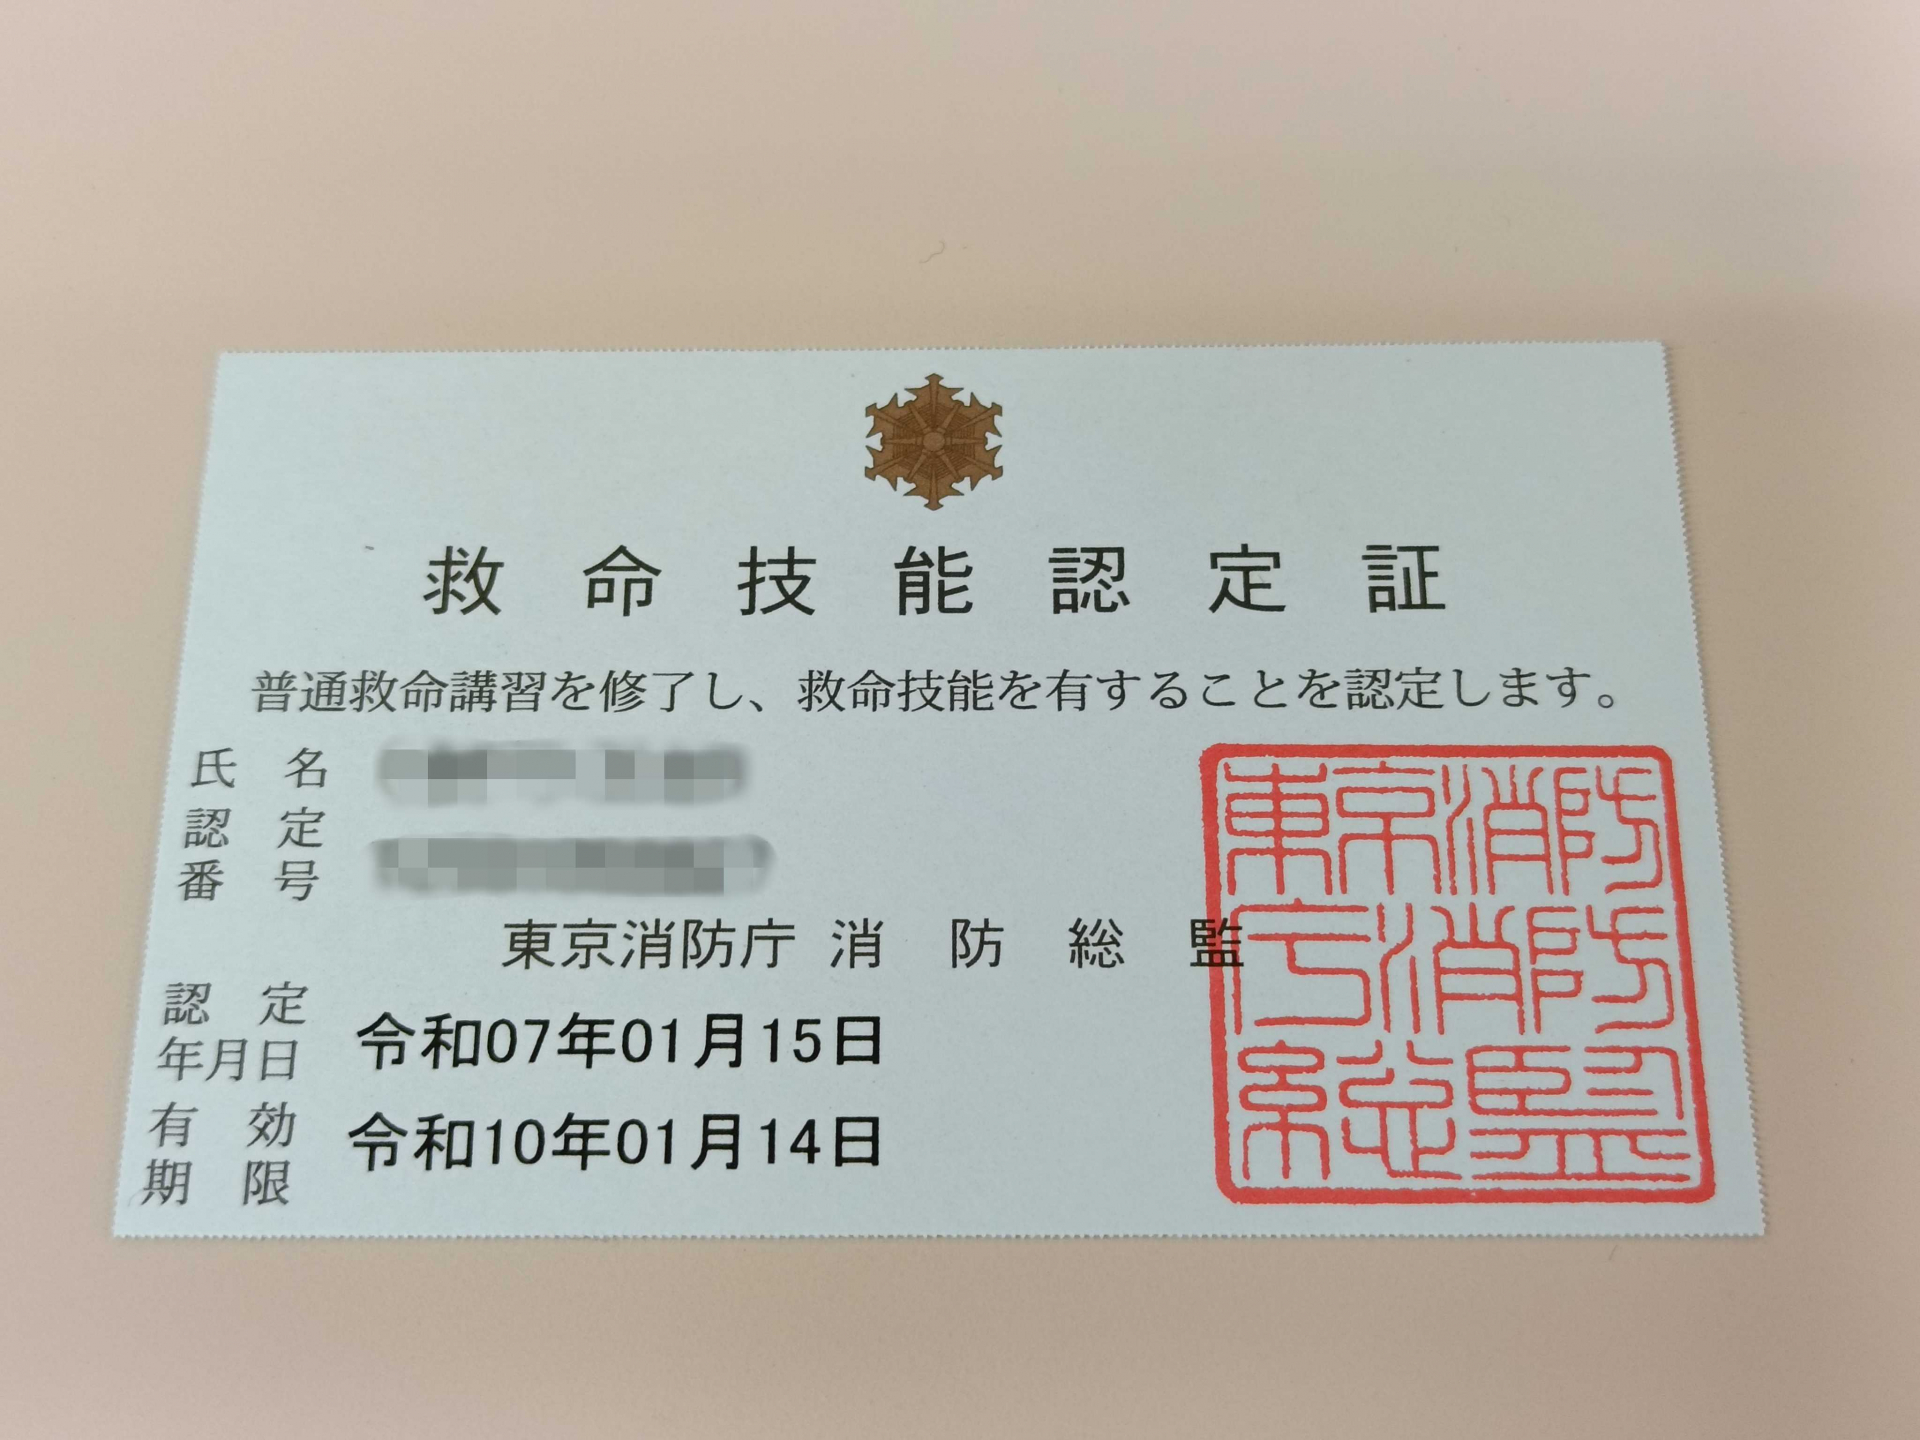 救命技能認定証
普通救命講習を修了し、救命技能を有することを認定します。
氏名
認定
番号
東京消防庁 消防総監
認定
年月日
令和07年01月15日
有効
期限
令和10年01月14日
東京消防
庁消防
総監